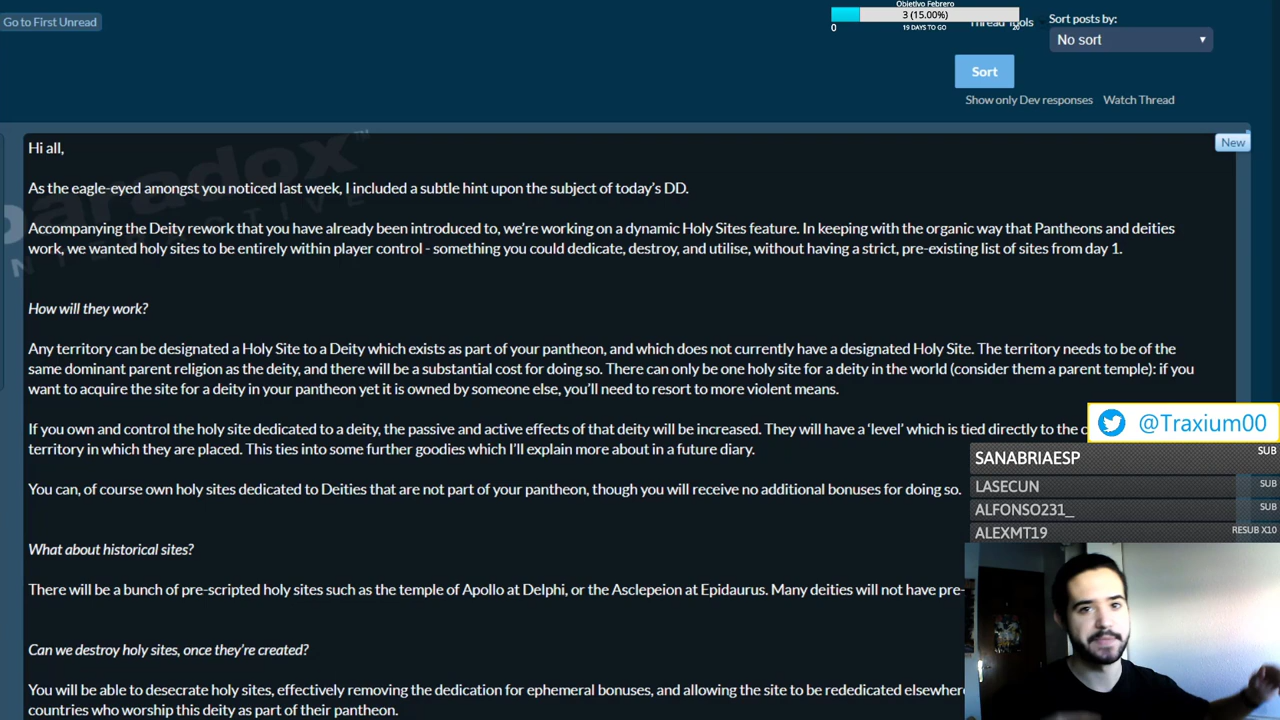 Go to First Unread
Obietivo Febrero
3 (15.00%)
0
19 DAYS TO GO
20
Thread Tools
Sort posts by:
No sort
Sort
Show only Dev responses
Watch Thread
New
paradox
INTERACTIVE
Hi all,
As the eagle-eyed amongst you noticed last week, I included a subtle hint upon the subject of today's DD.
Accompanying the Deity rework that you have already been introduced to, we're working on a dynamic Holy Sites feature. In keeping with the organic way that Pantheons and deities
work, we wanted holy sites to be entirely within player control - something you could dedicate, destroy, and utilise, without having a strict, pre-existing list of sites from day 1.
How will they work?
Any territory can be designated a Holy Site to a Deity which exists as part of your pantheon, and which does not currently have a designated Holy Site. The territory needs to be of the
same dominant parent religion as the deity, and there will be a substantial cost for doing so. There can only be one holy site for a deity in the world (consider them a parent temple): if you
want to acquire the site for a deity in your pantheon yet it is owned by someone else, you'll need to resort to more violent means.
If you own and control the holy site dedicated to a deity, the passive and active effects of that deity will be increased. They will have a 'level' which is tied directly to the
territory in which they are placed. This ties into some further goodies which I'll explain more about in a future diary.
You can, of course own holy sites dedicated to Deities that are not part of your pantheon, though you will receive no additional bonuses for doing so.
What about historical sites?
There will be a bunch of pre-scripted holy sites such as the temple of Apollo at Delphi, or the Asclepeion at Epidaurus. Many deities will not have pre-
Can we destroy holy sites, once they're created?
You will be able to desecrate holy sites, effectively removing the dedication for ephemeral bonuses, and allowing the site to be rededicated elsewhere
countries who worship this deity as part of their pantheon.
@Traxium00
SANABRIAESP SUB
LASECUN SUB
ALFONSO231_ SUB
ALEXMT19 RESUB X10